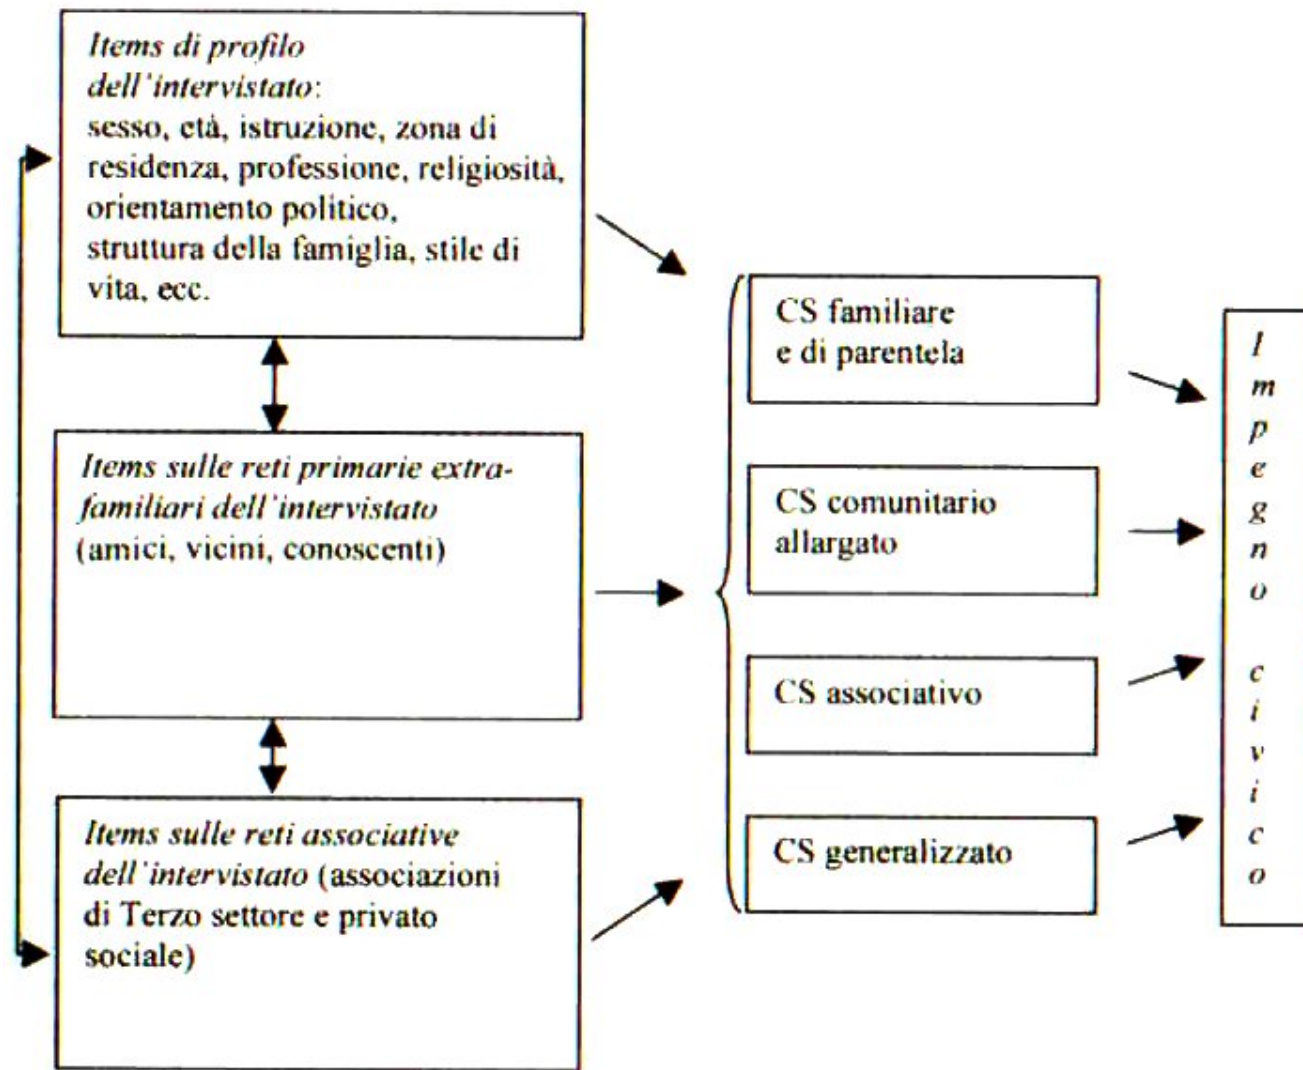 Items di profilo
dell'intervistato:
sesso, età, istruzione, zona di
residenza, professione, religiosità,
orientamento politico,
struttura della famiglia, stile di
vita, ecc.
Items sulle reti primarie extra-
familiari dell'intervistato
(amici, vicini, conoscenti)
Items sulle reti associative
dell'intervistato (associazioni
di Terzo settore e privato
sociale)
CS familiare
e di parentela
CS comunitario
allargato
CS associativo
CS generalizzato
Impegno civico